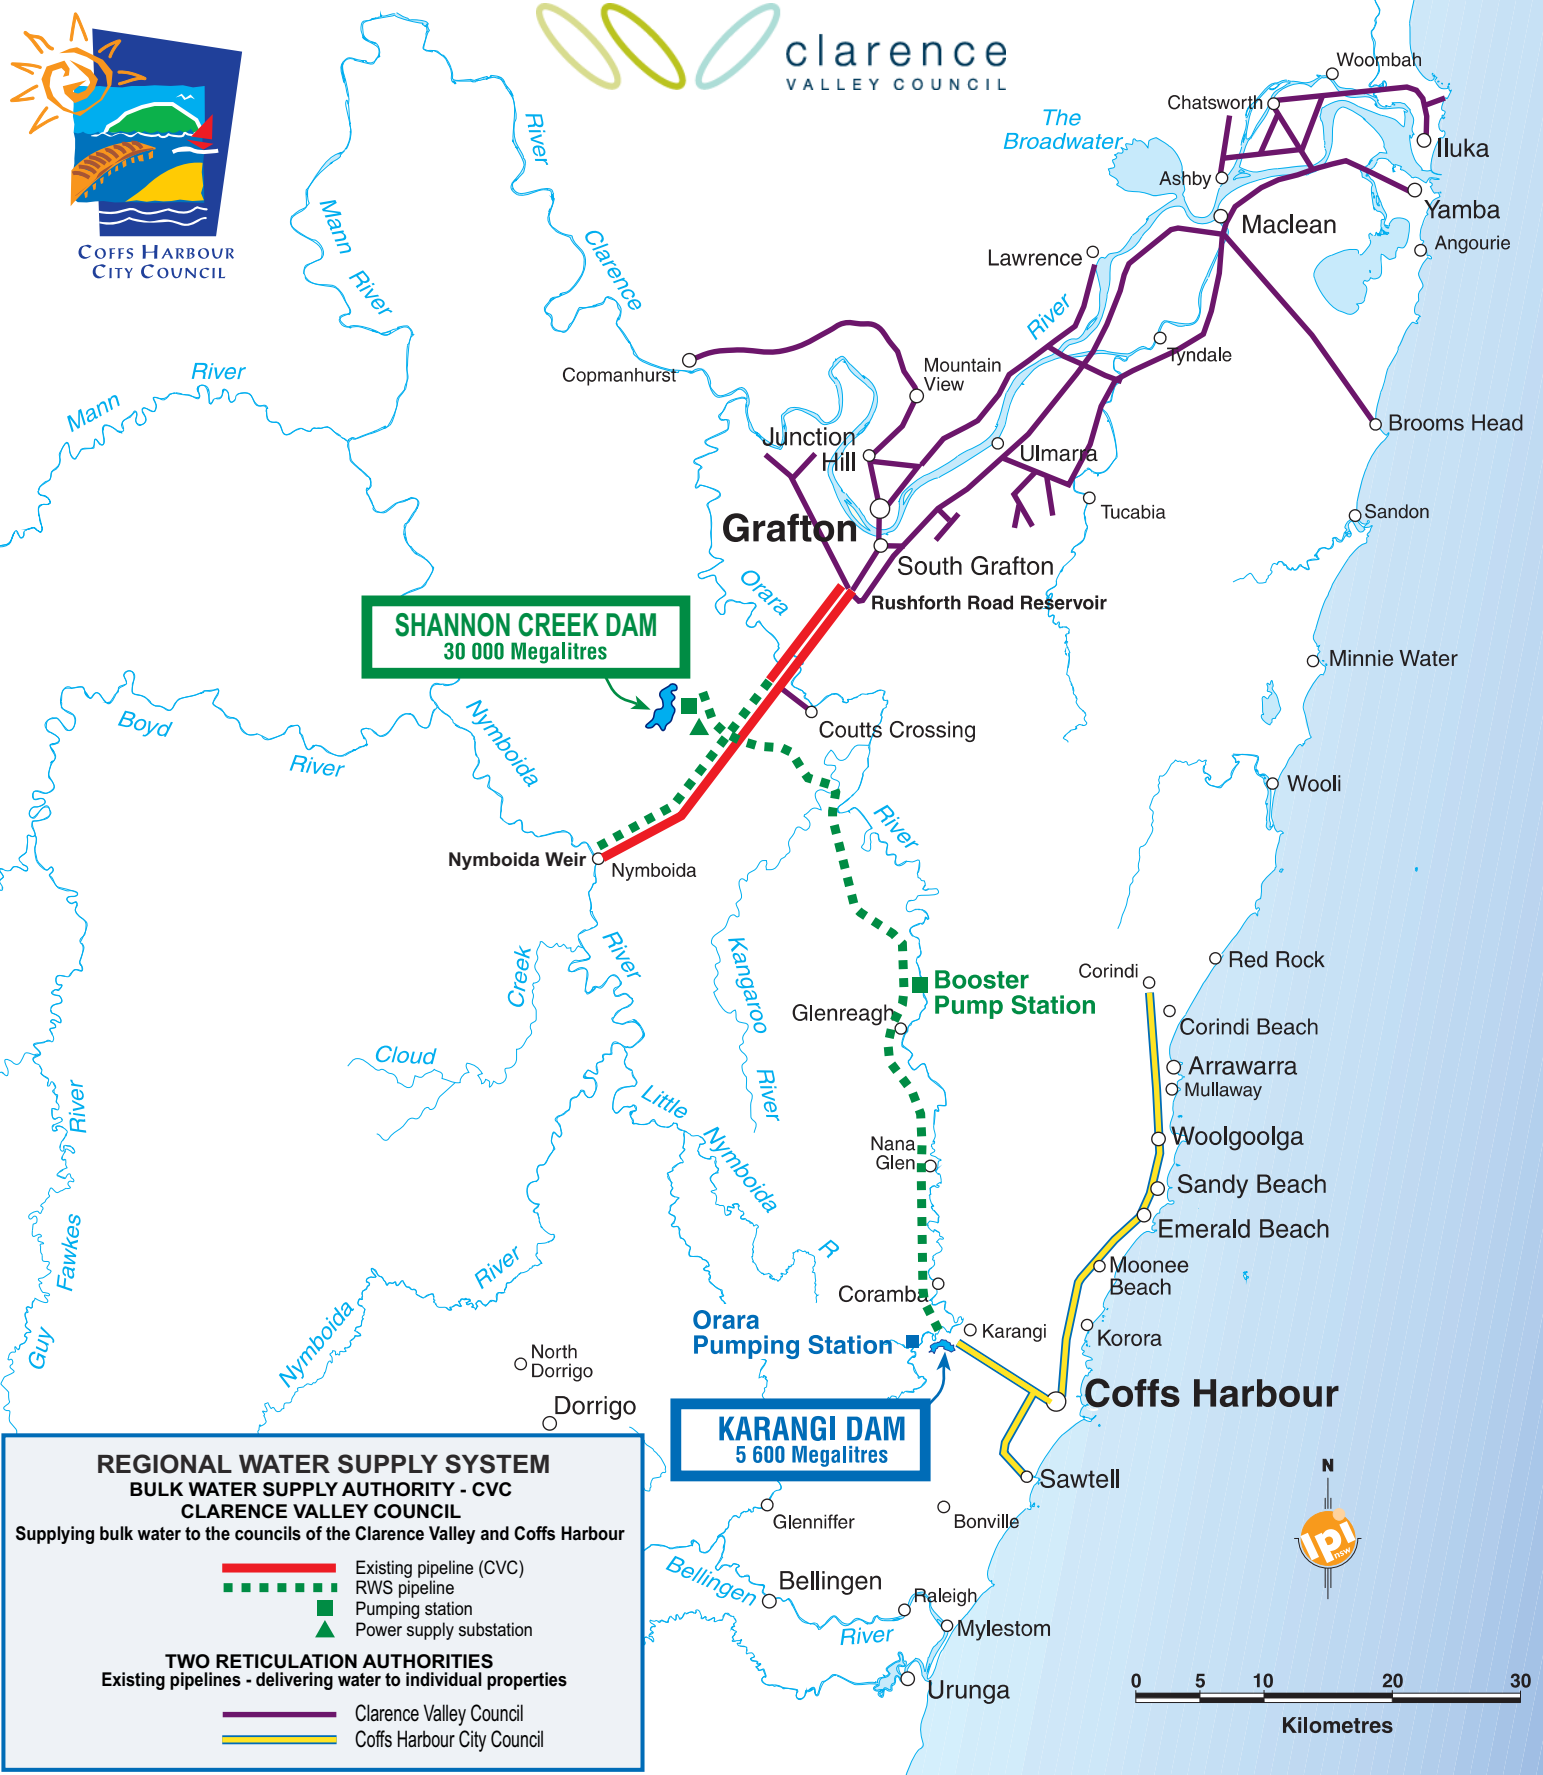 COFFS HARBOUR
CITY COUNCIL
clarence
VALLEY COUNCIL
Woombah
Chatsworth
The
Broadwater
Iluka
Ashby
Yamba
Maclean
Angourie
Lawrence
River
Mann
River
River
Clarence
River
Tyndale
Mann
River
Copmanhurst
Mountain
View
Brooms Head
Junction
Hill
Ulmarra
Tucabia
Sandon
Grafton
South Grafton
Orara
Rushforth Road Reservoir
SHANNON CREEK DAM
30 000 Megalitres
Minnie Water
Boyd
River
Nymboida
Coutts Crossing
Wooli
River
Nymboida Weir
Nymboida
River
Creek
Kangaroo
River
Corindi
Red Rock
Booster
Pump Station
Glenreagh
Corindi Beach
Cloud
Arrawarra
Mullaway
River
Little
Nymboida
R
Nana
Glen
Woolgoolga
Sandy Beach
Emerald Beach
Fawkes
Guy
River
Nymboida
Moonee
Beach
Coramba
Orara
Pumping Station
Karangi
Korora
North
Dorrigo
Dorrigo
Coffs Harbour
KARANGI DAM
5 600 Megalitres
Sawtell
Glenniffer
Bonville
Bellingen
Bellingen
Raleigh
River
Mylestom
Urunga
REGIONAL WATER SUPPLY SYSTEM
BULK WATER SUPPLY AUTHORITY - CVC
CLARENCE VALLEY COUNCIL
Supplying bulk water to the councils of the Clarence Valley and Coffs Harbour
Existing pipeline (CVC)
RWS pipeline
Pumping station
Power supply substation
TWO RETICULATION AUTHORITIES
Existing pipelines - delivering water to individual properties
Clarence Valley Council
Coffs Harbour City Council
N
lpi
nsw
0 5 10 20 30
Kilometres